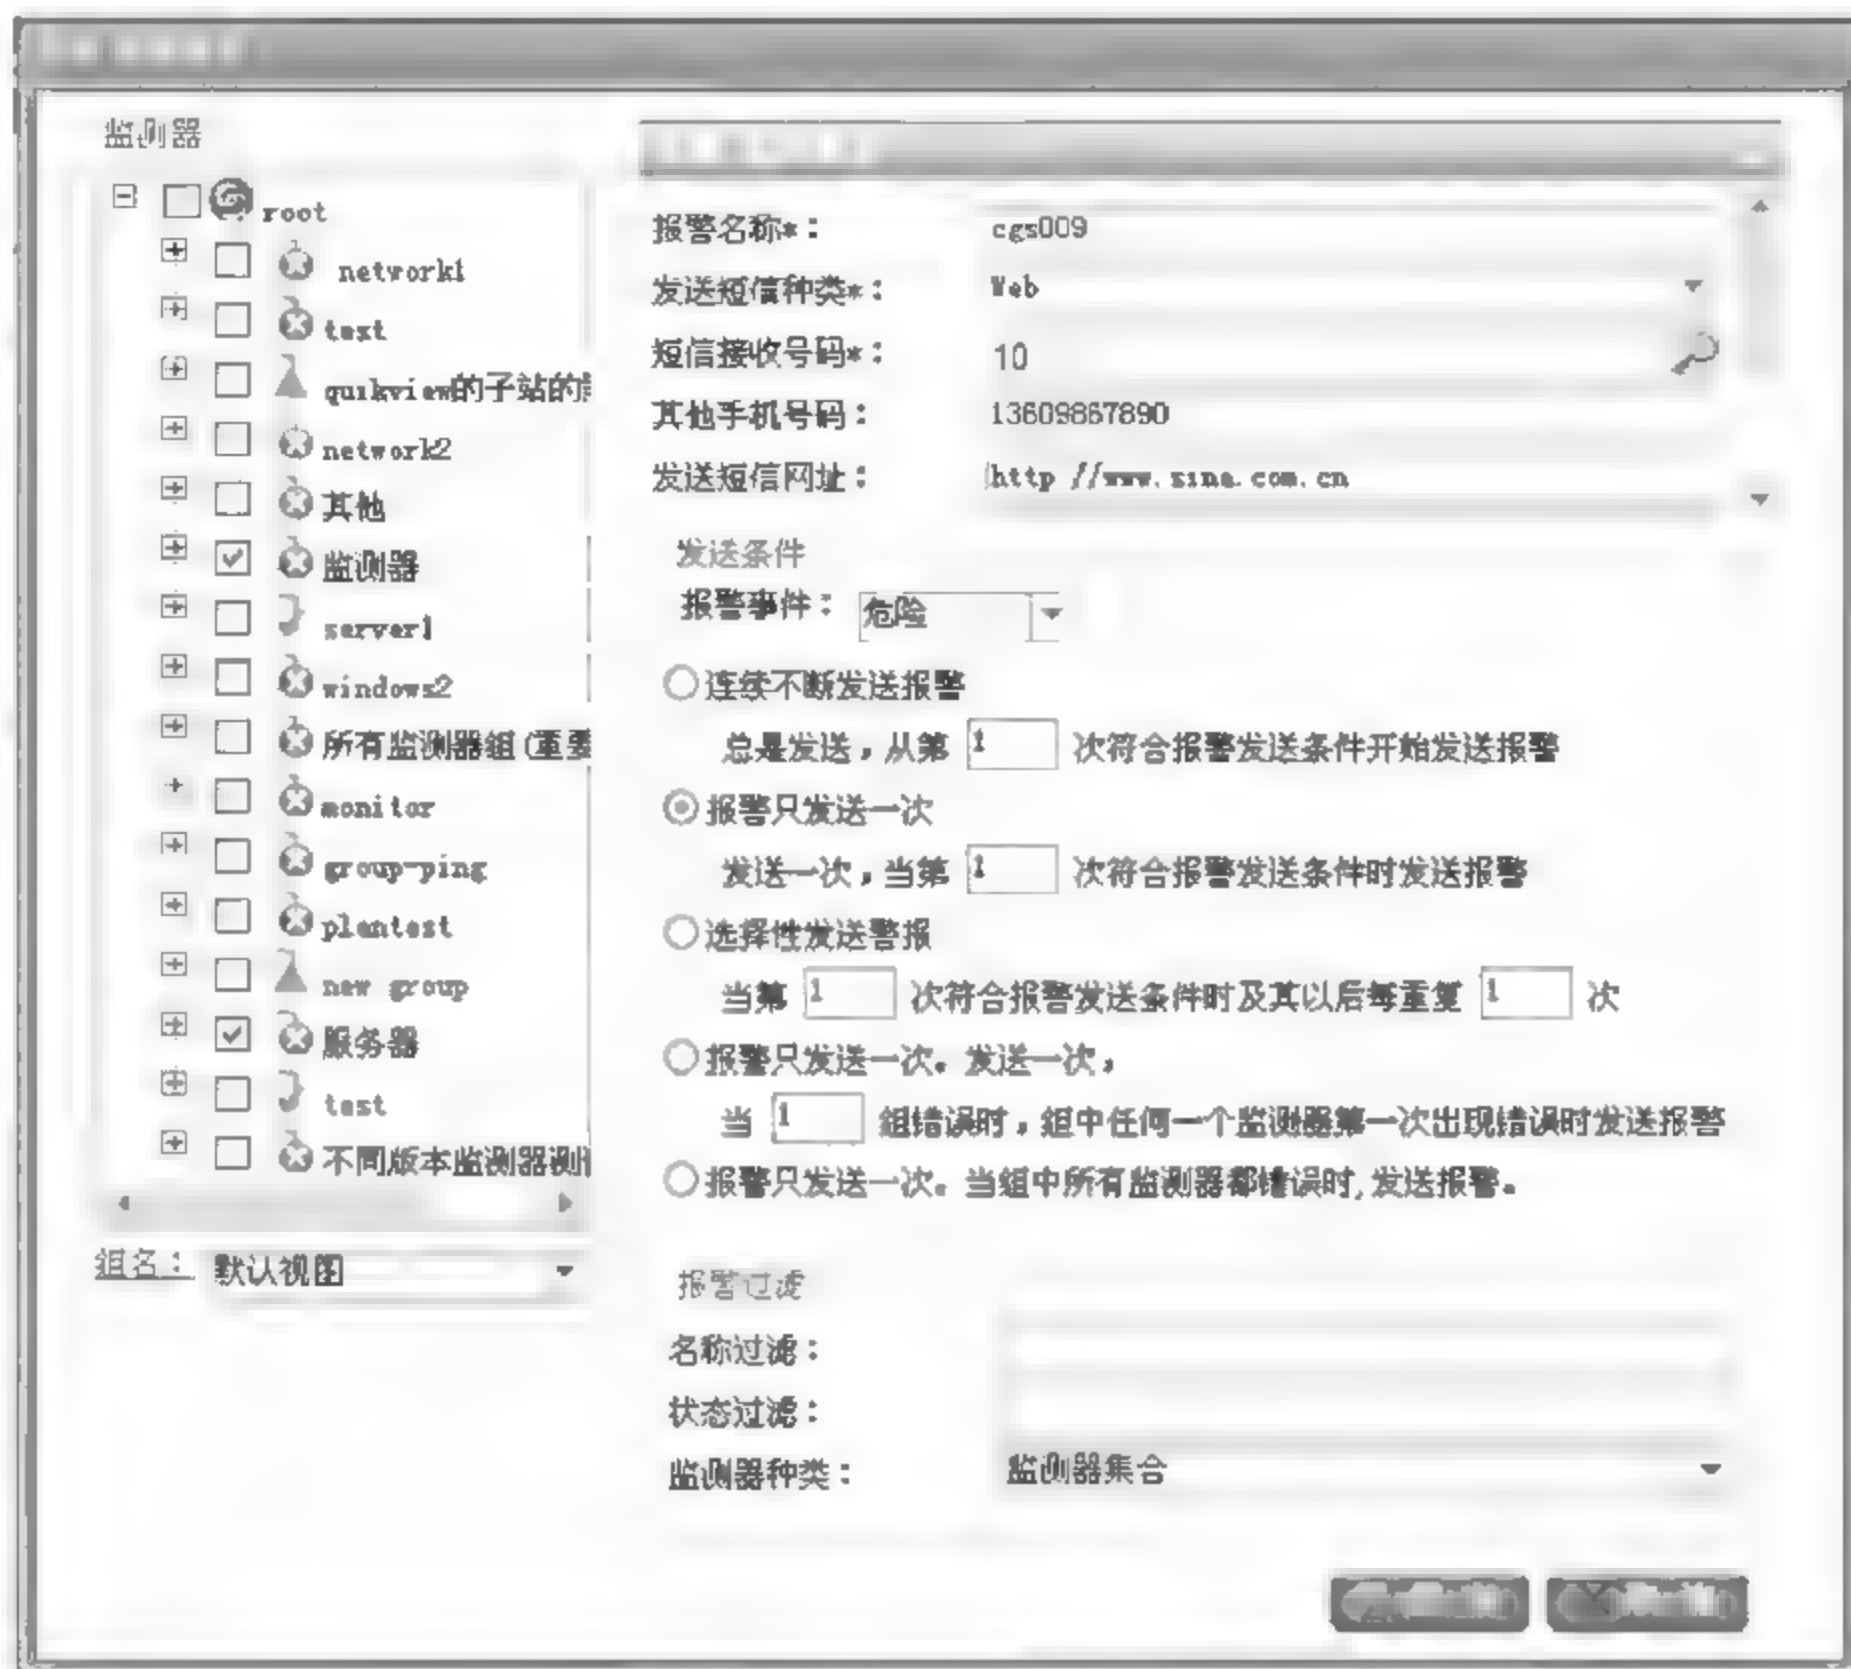 监测器
root
network1
test
quikview的子站的
network2
其他
监测器
server1
windows2
所有监测器组(重要
monitor
group-ping
plantest
new group
服务器
test
不同版本监测器测
组名： 默认视图
报警名称*： cgs009
发送短信种类*： Web
短信接收号码*： 10
其他手机号码： 13609867890
发送短信网址： http //www.sina.com.cn
发送条件
报警事件： 危险
连续不断发送报警
总是发送，从第 1 次符合报警发送条件开始发送报警
报警只发送一次
发送一次，当第 1 次符合报警发送条件时发送报警
选择性发送警报
当第 1 次符合报警发送条件时及其以后每重复 1 次
报警只发送一次。发送一次，
当 1 组错误时，组中任何一个监测器第一次出现错误时发送报警
报警只发送一次。当组中所有监测器都错误时,发送报警。
报警过滤
名称过滤：
状态过滤：
监测器种类： 监测器集合